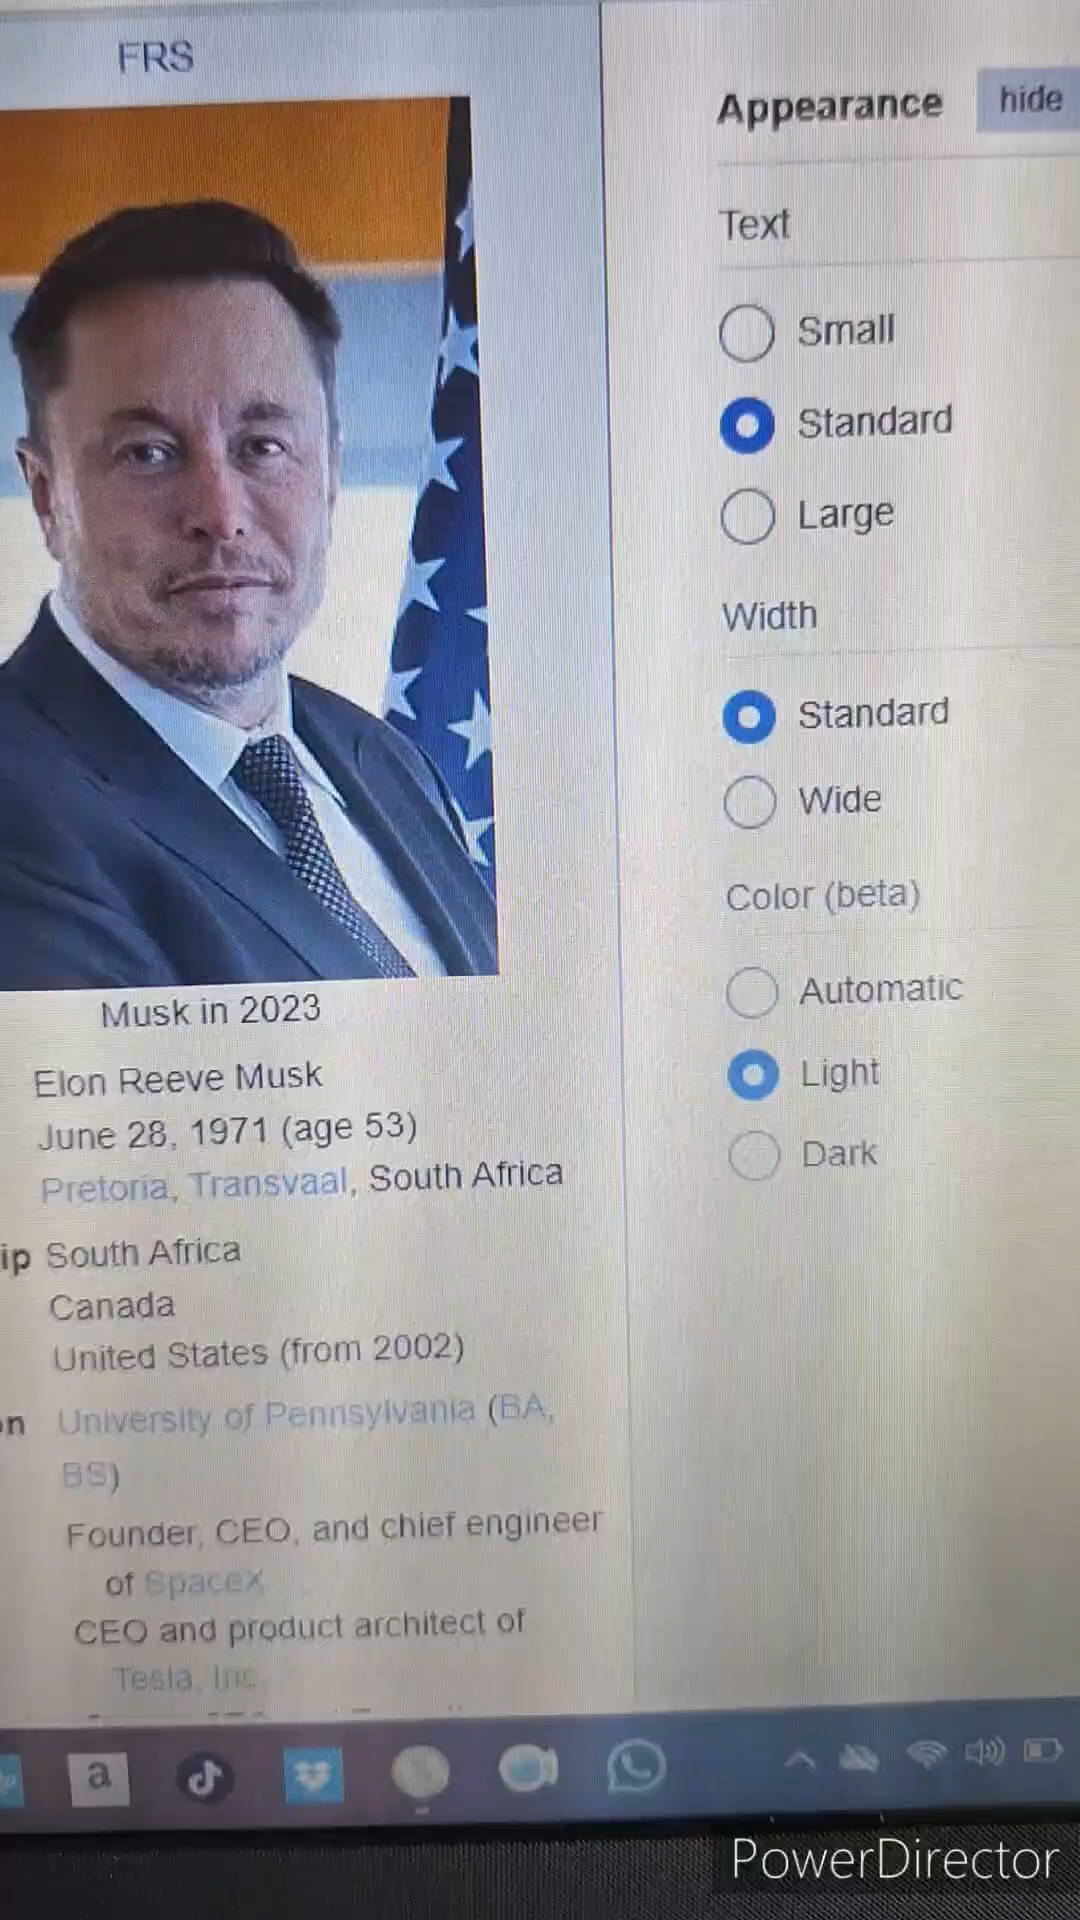 FRS
Musk in 2023
Elon Reeve Musk
June 28, 1971 (age 53)
Pretoria, Transvaal, South Africa
ip South Africa
Canada
United States (from 2002)
on University of Pennsylvania (BA,
BS)
Founder, CEO, and chief engineer
of SpaceX
CEO and product architect of
Tesla, Inc.
Appearance hide
Text
Small
Standard
Large
Width
Standard
Wide
Color (beta)
Automatic
Light
Dark
a
PowerDirector